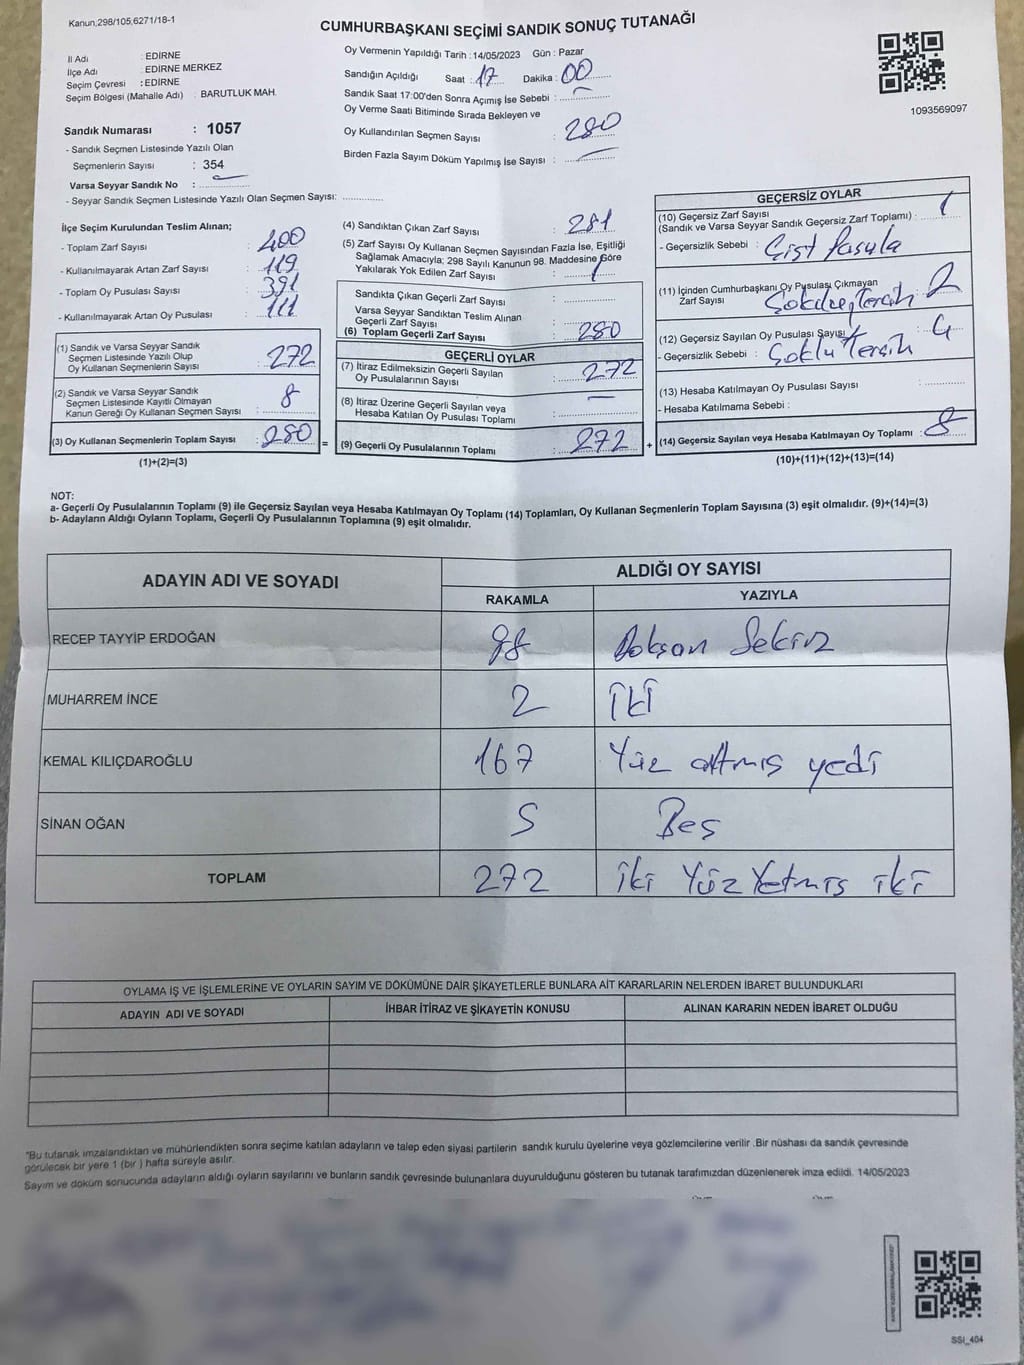 Kanun,298/105,6271/18-1
CUMHURBAŞKANI SEÇİMİ SANDIK SONUÇ TUTANAĞI
İl Adı : EDİRNE
İlçe Adı : EDİRNE MERKEZ
Seçim Çevresi : EDİRNE
Seçim Bölgesi (Mahalle Adı) : BARUTLUK MAH.
Sandık Numarası : 1057
- Sandık Seçmen Listesinde Yazılı Olan
Seçmenlerin Sayısı : 354
Varsa Seyyar Sandık No :
- Seyyar Sandık Seçmen Listesinde Yazılı Olan Seçmen Sayısı:
Oy Vermenin Yapıldığı Tarih : 14/05/2023 Gün : Pazar
Sandığın Açıldığı Saat : 17 Dakika : 00
Sandık Saat 17:00'den Sonra Açımış İse Sebebi :
Oy Verme Saati Bitiminde Sırada Bekleyen ve
Oy Kullandırılan Seçmen Sayısı : 280
Birden Fazla Sayım Döküm Yapılmış İse Sayısı :
1093569097
İlçe Seçim Kurulundan Teslim Alınan;
- Toplam Zarf Sayısı : 400
- Kullanılmayarak Artan Zarf Sayısı : 119
- Toplam Oy Pusulası Sayısı : 391
- Kullanılmayarak Artan Oy Pusulası : 111
(1) Sandık ve Varsa Seyyar Sandık
Seçmen Listesinde Yazılı Olup
Oy Kullanan Seçmenlerin Sayısı : 272
(2) Sandık ve Varsa Seyyar Sandık
Seçmen Listesinde Kayıtlı Olmayan
Kanun Gereği Oy Kullanan Seçmen Sayısı : 8
(3) Oy Kullanan Seçmenlerin Toplam Sayısı : 280 =
(1)+(2)=(3)
(4) Sandıktan Çıkan Zarf Sayısı : 281
(5) Zarf Sayısı Oy Kullanan Seçmen Sayısından Fazla İse, Eşitliği
Sağlamak Amacıyla; 298 Sayılı Kanunun 98. Maddesine Göre
Yakılarak Yok Edilen Zarf Sayısı : 1
Sandıkta Çıkan Geçerli Zarf Sayısı :
Varsa Seyyar Sandıktan Teslim Alınan
Geçerli Zarf Sayısı :
(6) Toplam Geçerli Zarf Sayısı : 280
GEÇERLİ OYLAR
(7) İtiraz Edilmeksizin Geçerli Sayılan
Oy Pusulalarının Sayısı : 272
(8) İtiraz Üzerine Geçerli Sayılan veya
Hesaba Katılan Oy Pusulası Toplamı : —
(9) Geçerli Oy Pusulalarının Toplamı : 272 +
GEÇERSİZ OYLAR
(10) Geçersiz Zarf Sayısı
(Sandık ve Varsa Seyyar Sandık Geçersiz Zarf Toplamı) : 1
- Geçersizlik Sebebi : Çist Pasula
(11) İçinden Cumhurbaşkanı Oy Pusulası Çıkmayan
Zarf Sayısı : 2
(12) Geçersiz Sayılan Oy Pusulası Sayısı : 4
- Geçersizlik Sebebi : Çoklu Tercih
(13) Hesaba Katılmayan Oy Pusulası Sayısı :
- Hesaba Katılmama Sebebi :
(14) Geçersiz Sayılan veya Hesaba Katılmayan Oy Toplamı : 8
(10)+(11)+(12)+(13)=(14)
NOT:
a- Geçerli Oy Pusulalarının Toplamı (9) ile Geçersiz Sayılan veya Hesaba Katılmayan Oy Toplamı (14) Toplamları, Oy Kullanan Seçmenlerin Toplam Sayısına (3) eşit olmalıdır. (9)+(14)=(3)
b- Adayların Aldığı Oyların Toplamı, Geçerli Oy Pusulalarının Toplamına (9) eşit olmalıdır.
ADAYIN ADI VE SOYADI
ALDIĞI OY SAYISI
RAKAMLA YAZIYLA
RECEP TAYYİP ERDOĞAN 98 Doksan Sekiz
MUHARREM İNCE 2 İki
KEMAL KILIÇDAROĞLU 167 Yüz altmış yedi
SİNAN OĞAN 5 Beş
TOPLAM 272 iki Yüz Yetmiş iki
OYLAMA İŞ VE İŞLEMLERİNE VE OYLARIN SAYIM VE DÖKÜMÜNE DAİR ŞİKAYETLERLE BUNLARA AİT KARARLARIN NELERDEN İBARET BULUNDUKLARI
ADAYIN ADI VE SOYADI İHBAR İTİRAZ VE ŞİKAYETİN KONUSU ALINAN KARARIN NEDEN İBARET OLDUĞU
"Bu tutanak imzalandıktan ve mühürlendikten sonra seçime katılan adayların ve talep eden siyasi partilerin sandık kurulu üyelerine veya gözlemcilerine verilir .Bir nüshası da sandık çevresinde
görülecek bir yere 1 (bir ) hafta süreyle asılır.
Sayım ve döküm sonucunda adayların aldığı oyların sayılarını ve bunların sandık çevresinde bulunanlara duyurulduğunu gösteren bu tutanak tarafımızdan düzenlenerek imza edildi. 14/05/2023
SSI_404